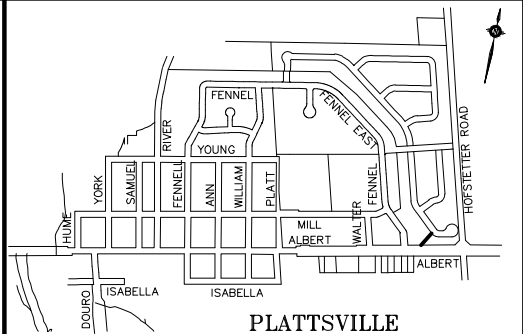 N
FENNEL
FENNEL EAST
RIVER
YOUNG
HOFSTETTER ROAD
YORK
SAMUEL
FENNELL
ANN
WILLIAM
PLATT
FENNEL
WALTER
HUME
MILL
ALBERT
ALBERT
DOURO
ISABELLA
ISABELLA
PLATTSVILLE